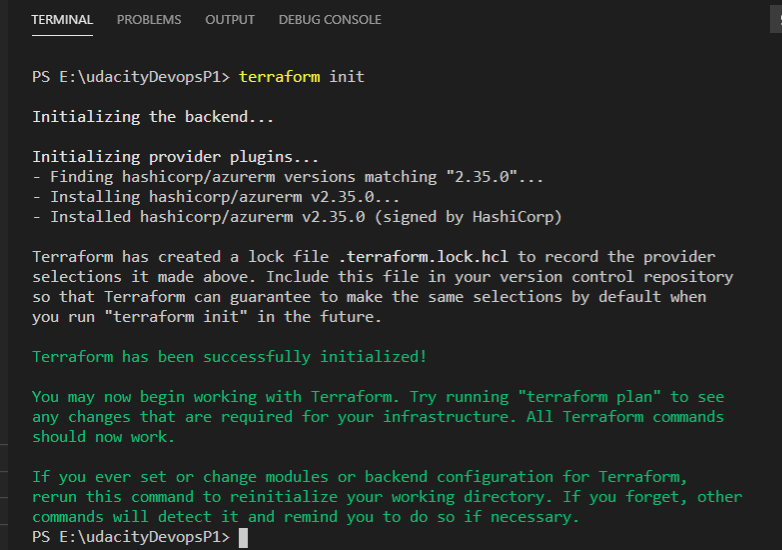 TERMINAL PROBLEMS OUTPUT DEBUG CONSOLE
PS E:\udacityDevopsP1> terraform init
Initializing the backend...
Initializing provider plugins...
- Finding hashicorp/azurerm versions matching "2.35.0"...
- Installing hashicorp/azurerm v2.35.0...
- Installed hashicorp/azurerm v2.35.0 (signed by HashiCorp)
Terraform has created a lock file .terraform.lock.hcl to record the provider
selections it made above. Include this file in your version control repository
so that Terraform can guarantee to make the same selections by default when
you run "terraform init" in the future.
Terraform has been successfully initialized!
You may now begin working with Terraform. Try running "terraform plan" to see
any changes that are required for your infrastructure. All Terraform commands
should now work.
If you ever set or change modules or backend configuration for Terraform,
rerun this command to reinitialize your working directory. If you forget, other
commands will detect it and remind you to do so if necessary.
PS E:\udacityDevopsP1>